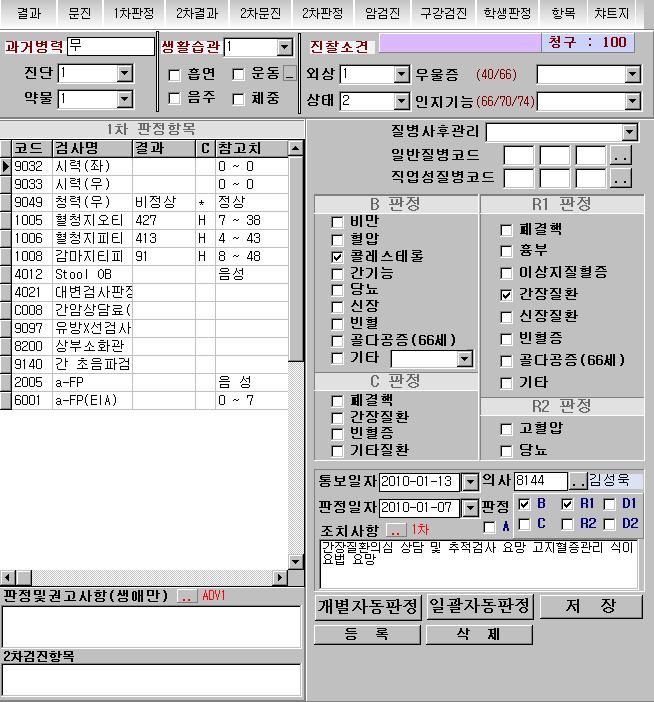 결과 문진 1차판정 2차결과 2차문진 2차판정 암검진 구강검진 학생판정 항목 챠트지
과거병력 무 생활습관 1 진찰소견 청구 : 100
진단 1 흡연 운동 .. 외상 1 우울증 (40/66)
약물 1 음주 체중 상태 2 인지기능 (66/70/74)
1차 판정항목
코드 검사명 결과 C 참고치
9032 시력(좌) 0 ~ 0
9033 시력(우) 0 ~ 0
9049 청력(우) 비정상 * 정상
1005 혈청지오티 427 H 7 ~ 38
1006 혈청지피티 413 H 4 ~ 43
1008 감마지티피 91 H 8 ~ 48
4012 Stool OB 음성
4021 대변검사판정
C008 간암상담료(
9097 유방X선검사
8200 상부소화관
9140 간 초음파검
2005 a-FP 음 성
6001 a-FP(EIA) 0 ~ 7
판정및권고사항(생애만) .. ADV1
2차검진항목
질병사후관리
일반질병코드 ..
직업성질병코드 ..
B 판정
비만
혈압
콜레스테롤
간기능
당뇨
신장
빈혈
골다공증(66세)
기타
C 판정
폐결핵
간장질환
빈혈증
기타질환
R1 판정
폐결핵
흉부
이상지질혈증
간장질환
신장질환
빈혈증
골다공증(66세)
기타
R2 판정
고혈압
당뇨
통보일자 2010-01-13 의사 8144 .. 김성욱
판정일자 2010-01-07 판정 B R1 D1
조치사항 .. 1차 A C R2 D2
간장질환의심 상담 및 추적검사 요망 고지혈증관리 식이
요법 요망
개별자동판정 일괄자동판정 저 장
등 록 삭 제